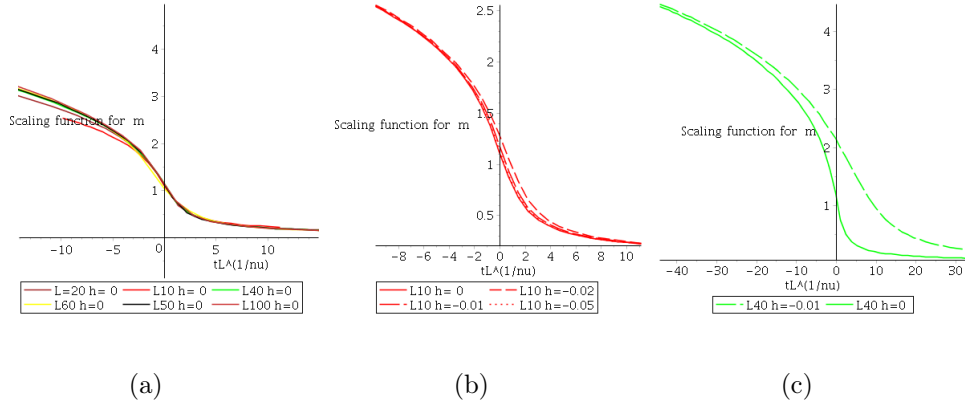 4
3
Scaling function for m
2
1
−10 −5 0 5 10
tL^(1/nu)
L=20 h= 0 L10 h= 0 L40 h=0
L60 h=0 L50 h=0 L100 h=0
(a)
2.5
2
1.5
Scaling function for m
1
0.5
−8 −6 −4 −2 0 2 4 6 8 10
tL^(1/nu)
L10 h= 0 L10 h=−0.02
L10 h=−0.01 L10 h=−0.05
(b)
4
3
Scaling function for m
2
1
−40 −30 −20 −10 0 10 20 30
tL^(1/nu)
L40 h=−0.01 L40 h=0
(c)